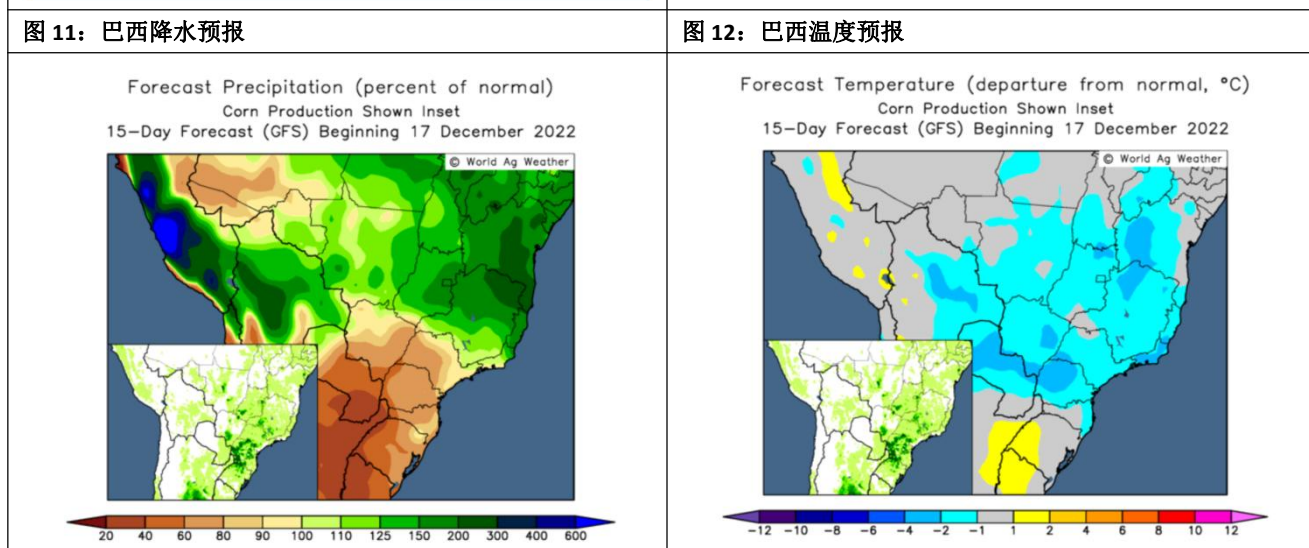 图 11：巴西降水预报
Forecast Precipitation (percent of normal)
Corn Production Shown Inset
15-Day Forecast (GFS) Beginning 17 December 2022
© World Ag Weather
20 40 60 80 90 100 110 125 150 200 300 400 600
图 12：巴西温度预报
Forecast Temperature (departure from normal, °C)
Corn Production Shown Inset
15-Day Forecast (GFS) Beginning 17 December 2022
© World Ag Weather
-12 -10 -8 -6 -4 -2 -1 1 2 4 6 8 10 12